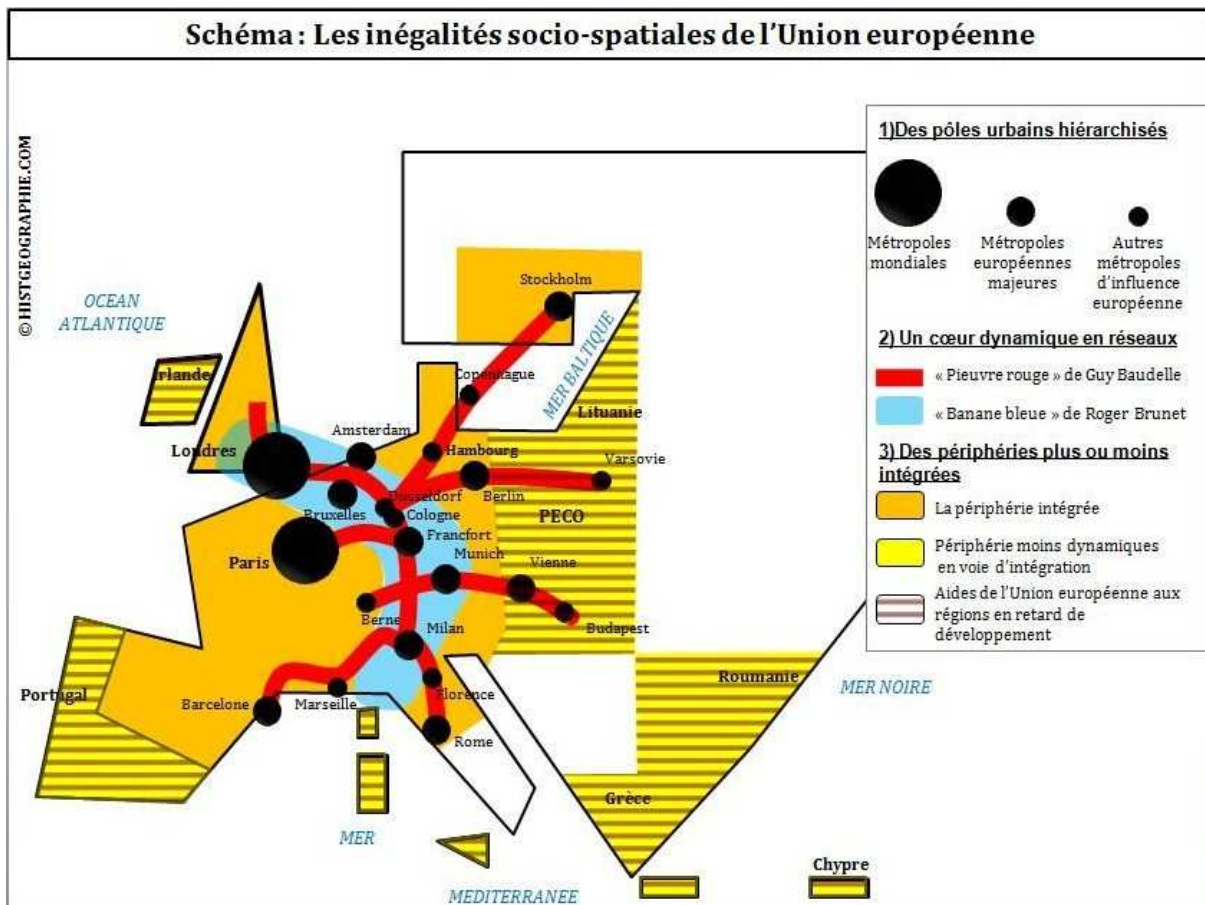 Schéma : Les inégalités socio-spatiales de l'Union européenne
© HISTGEOGRAPHIE.COM
OCEAN
ATLANTIQUE
Irlande
Londres
Amsterdam
Bruxelles
Paris
Stockholm
Copenhague
MER BALTIQUE
Lituanie
Hambourg
Varsovie
Dusseldorf
Berlin
Cologne
PECO
Francfort
Munich
Vienne
Berne
Milan
Budapest
Portugal
Barcelone
Marseille
Florence
Rome
Roumanie
MER NOIRE
Grèce
MER
MEDITERRANEE
Chypre
1)Des pôles urbains hiérarchisés
Métropoles
mondiales
Métropoles
européennes
majeures
Autres
métropoles
d'influence
européenne
2) Un cœur dynamique en réseaux
« Pieuvre rouge » de Guy Baudelle
« Banane bleue » de Roger Brunet
3) Des périphéries plus ou moins
intégrées
La périphérie intégrée
Périphérie moins dynamiques
en voie d'intégration
Aides de l'Union européenne aux
régions en retard de
développement